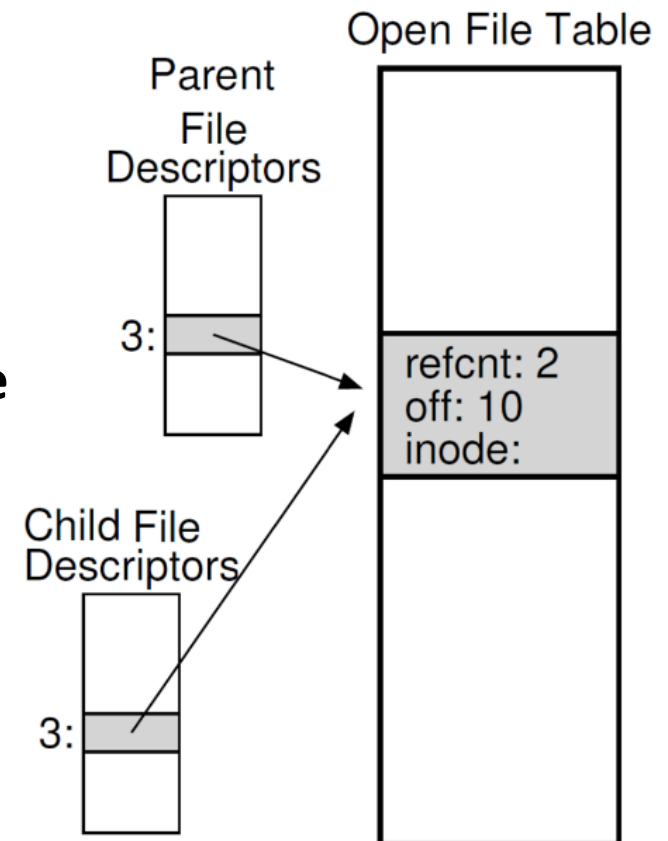 Open File Table
Parent
File
Descriptors
3:
e
refcnt: 2
off: 10
inode:
Child File
Descriptors
3: